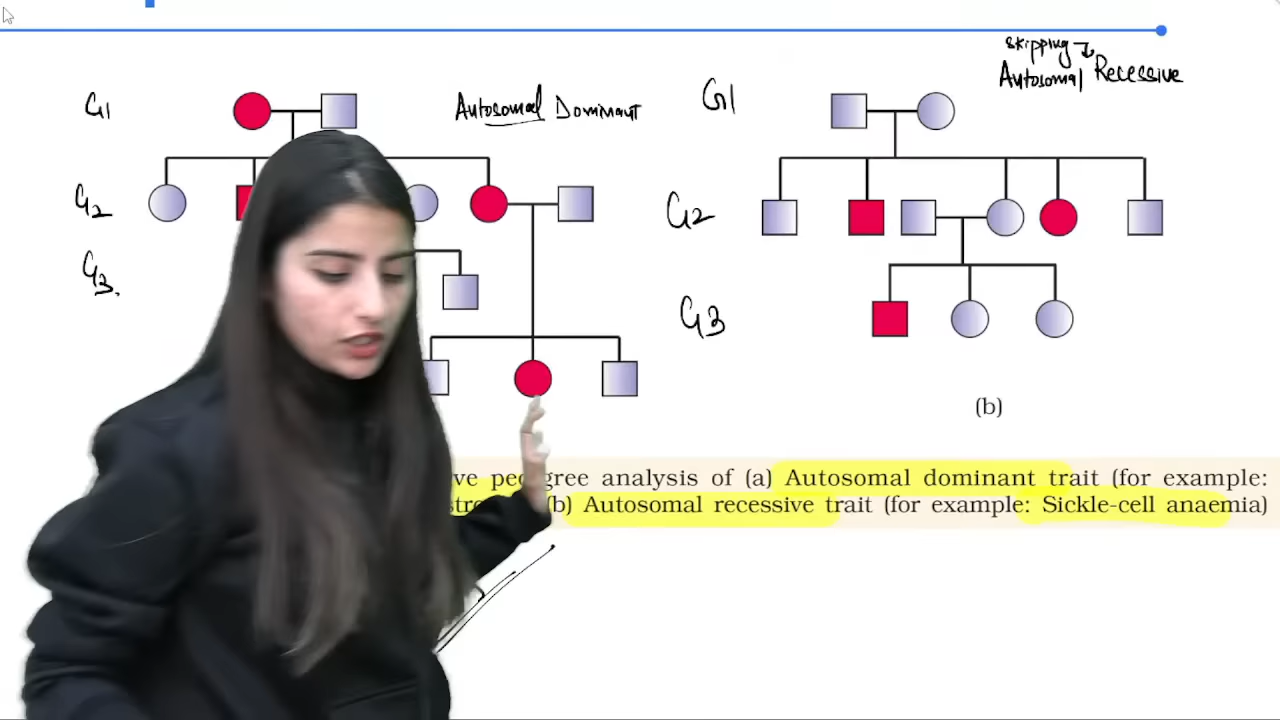 skipping
Autosomal Recessive
G1
Autosomal Dominant
G1
G2
G2
G3
G3
(b)
pedigree analysis of (a) Autosomal dominant trait (for example:
(b) Autosomal recessive trait (for example: Sickle-cell anaemia)